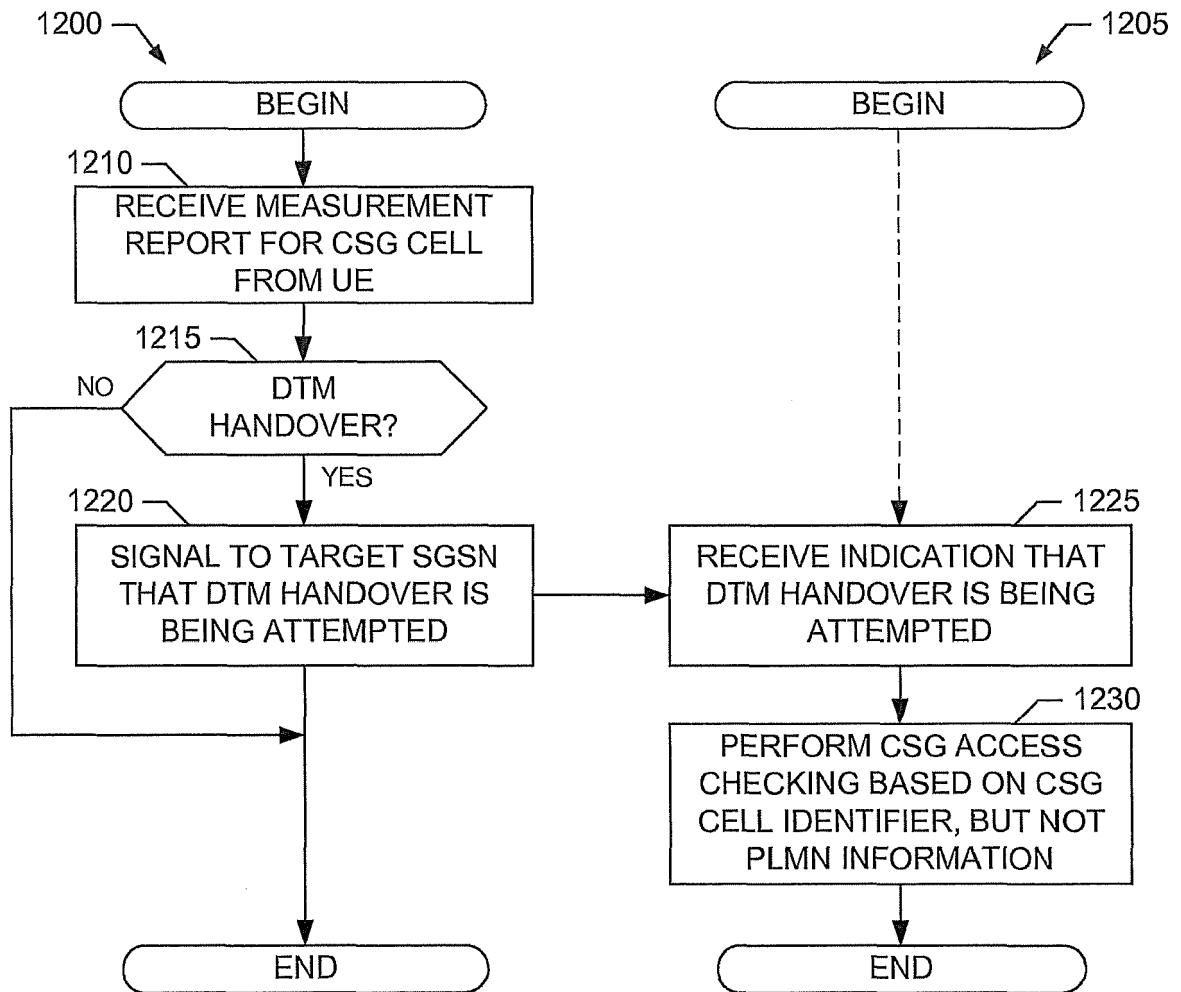 1200
1205
BEGIN
BEGIN
1210
RECEIVE MEASUREMENT
REPORT FOR CSG CELL
FROM UE
1215
NO
DTM
HANDOVER?
YES
1220
SIGNAL TO TARGET SGSN
THAT DTM HANDOVER IS
BEING ATTEMPTED
1225
RECEIVE INDICATION THAT
DTM HANDOVER IS BEING
ATTEMPTED
1230
PERFORM CSG ACCESS
CHECKING BASED ON CSG
CELL IDENTIFIER, BUT NOT
PLMN INFORMATION
END
END